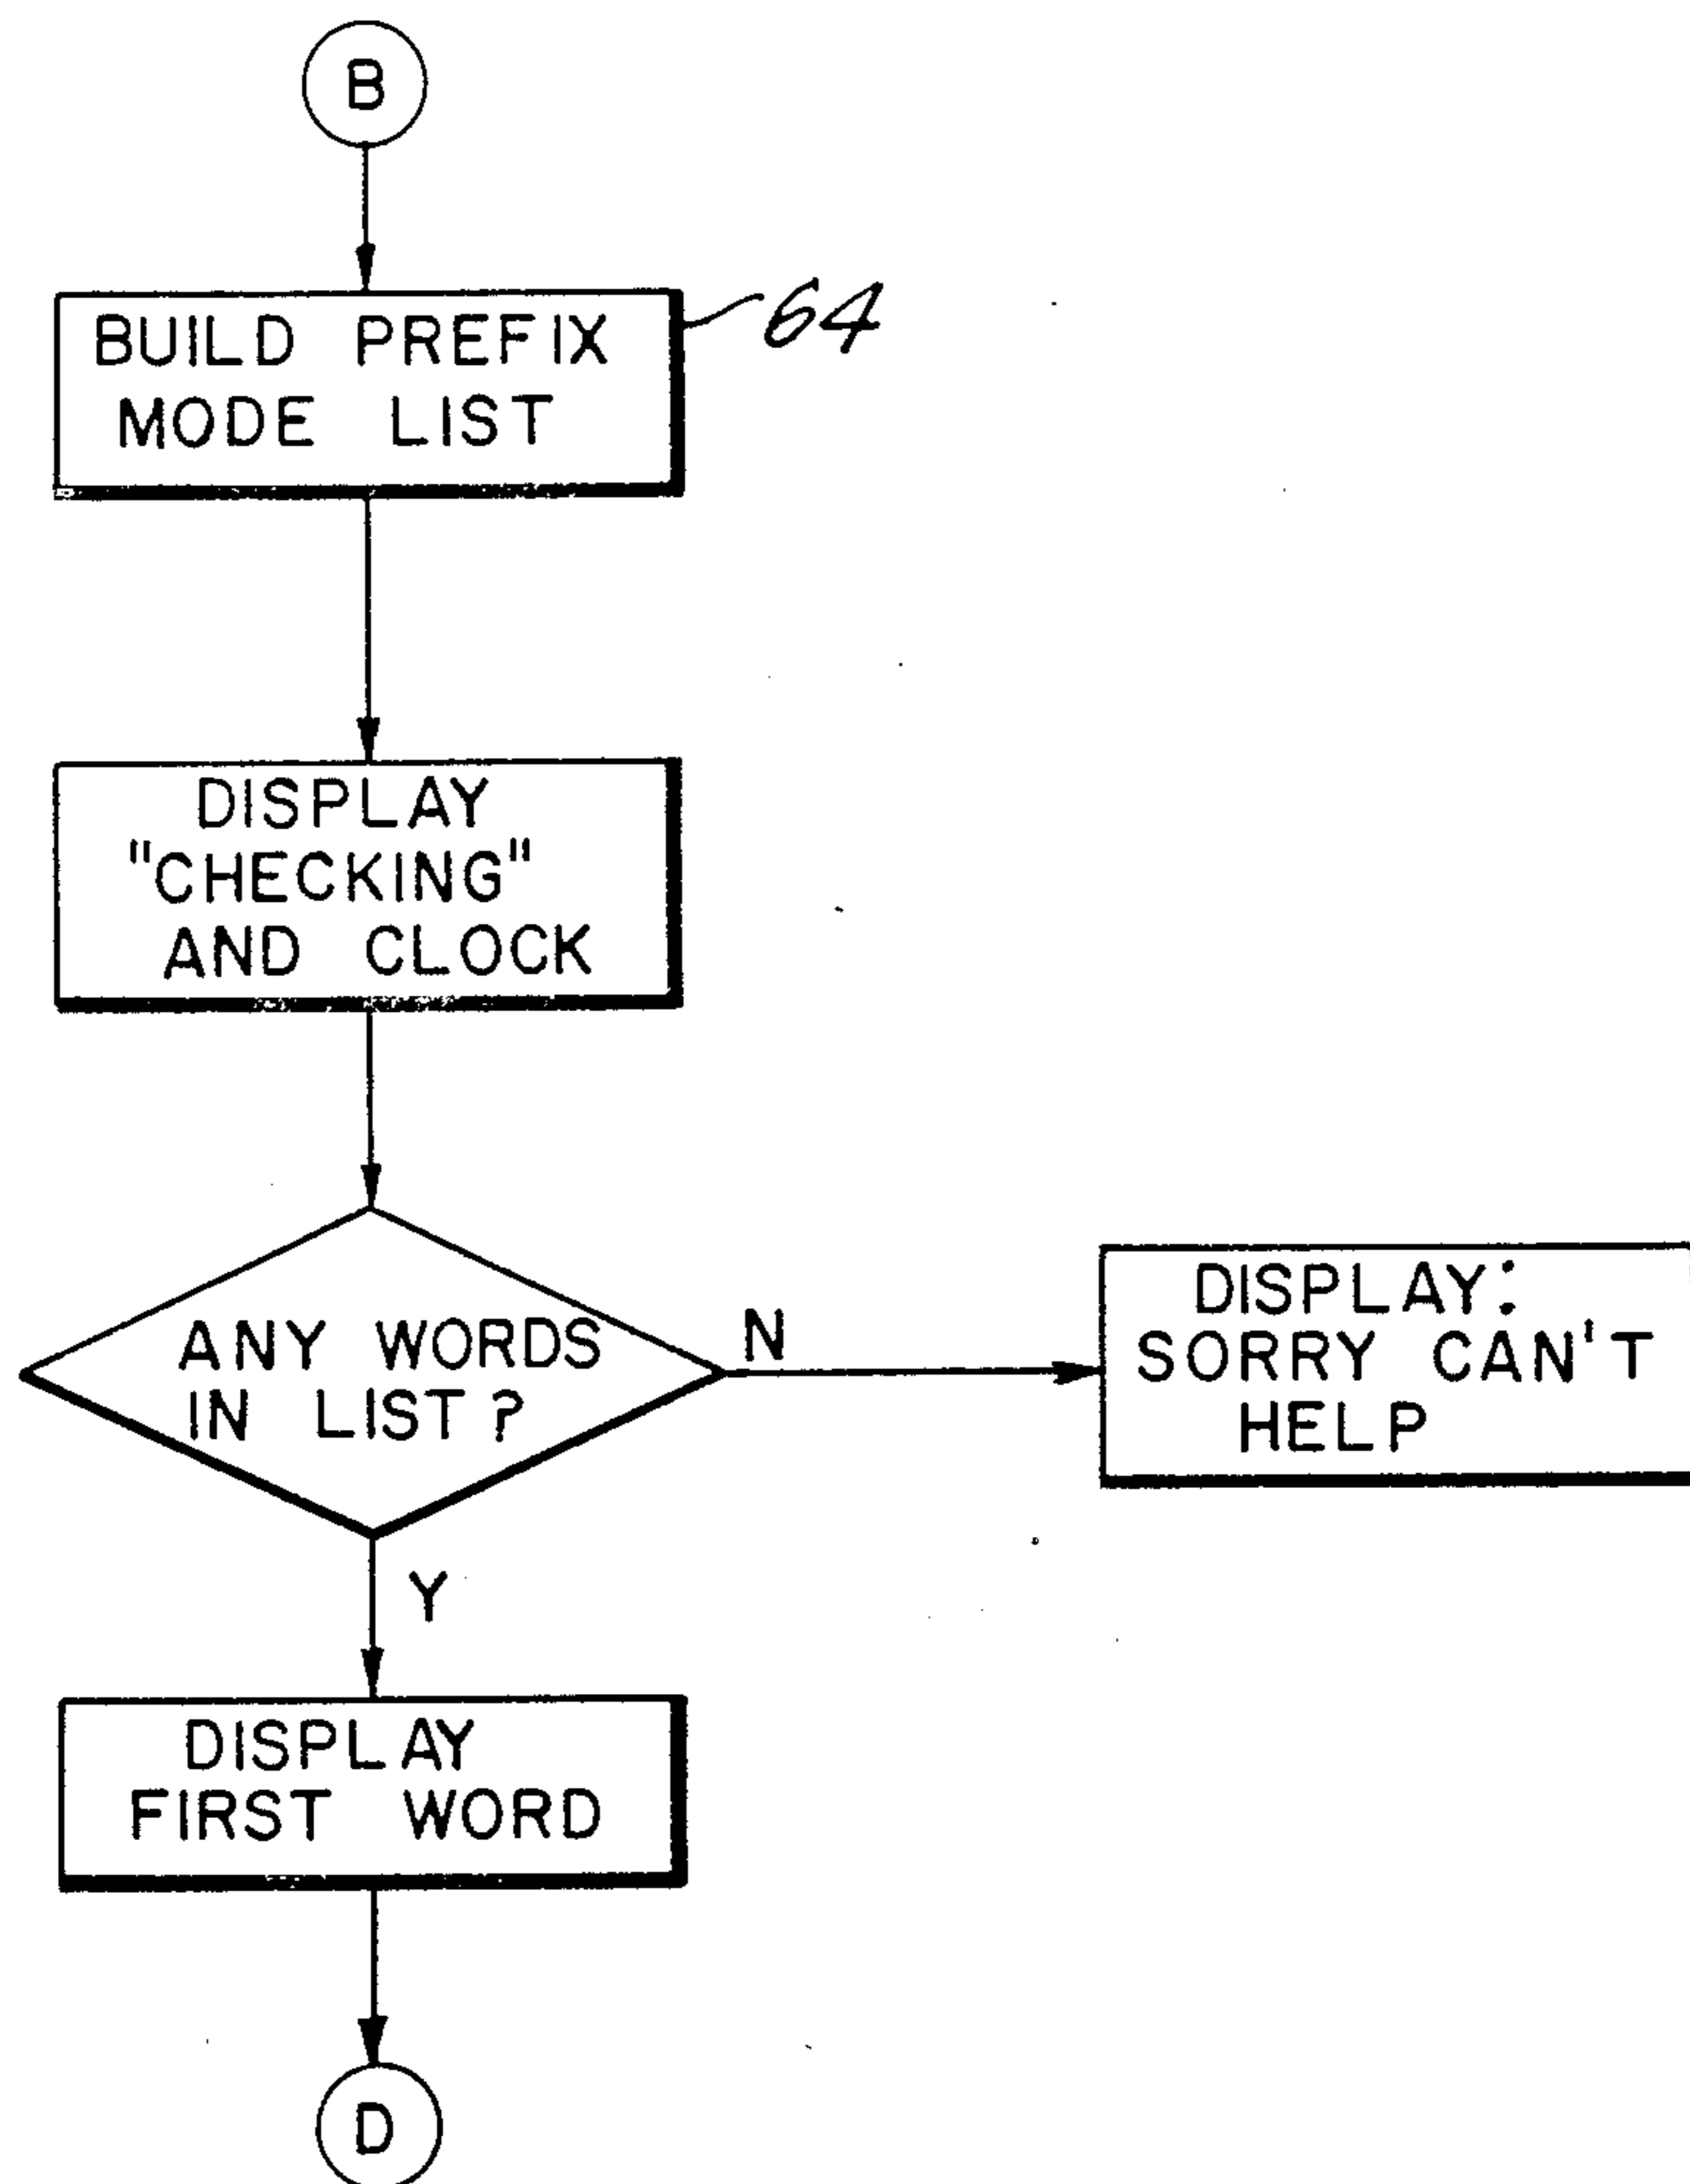 B
BUILD PREFIX
MODE LIST
64
DISPLAY
"CHECKING"
AND CLOCK
ANY WORDS
IN LIST?
N
DISPLAY:
SORRY CAN'T
HELP
Y
DISPLAY
FIRST WORD
D